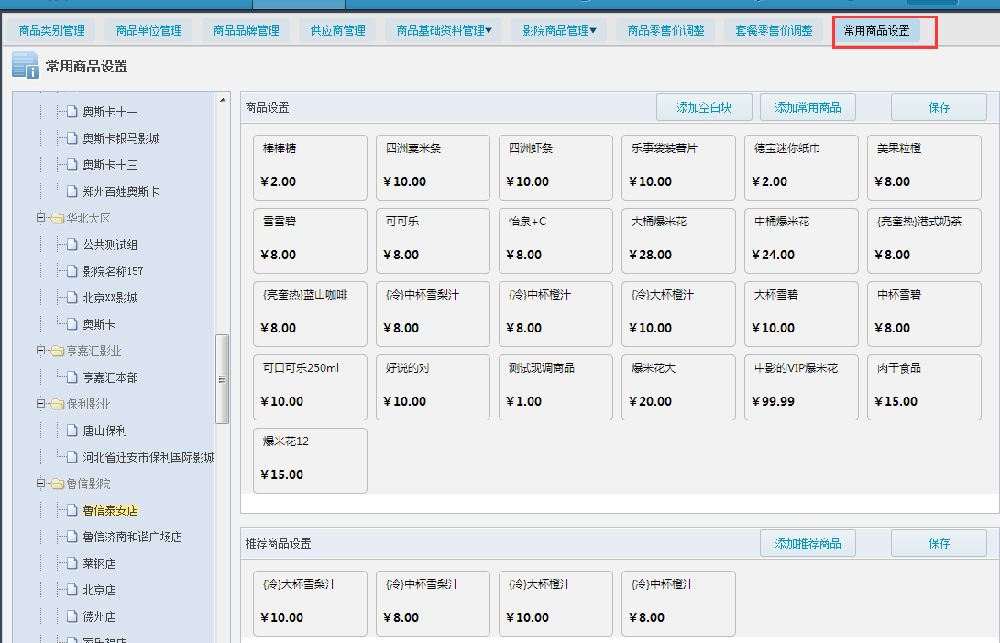 商品类别管理 商品单位管理 商品品牌管理 供应商管理 商品基础资料管理▾ 影院商品管理▾ 商品零售价调整 套餐零售价调整 常用商品设置
常用商品设置
奥斯卡十一
奥斯卡银马影城
奥斯卡十三
郑州百姓奥斯卡
华北大区
公共测试组
影院名称157
北京XX影城
奥斯卡
亨嘉汇影业
亨嘉汇本部
保利影业
唐山保利
河北省迁安市保利国际影城
鲁信影院
鲁信泰安店
鲁信济南和谐广场店
莱钢店
北京店
德州店
商品设置 添加空白块 添加常用商品 保存
棒棒糖 四洲粟米条 四洲虾条 乐事袋装薯片 德宝迷你纸巾 美果粒橙
¥2.00 ¥10.00 ¥10.00 ¥10.00 ¥2.00 ¥8.00
雪雪碧 可可乐 怡泉+C 大桶爆米花 中桶爆米花 {亮奎热}港式奶茶
¥8.00 ¥8.00 ¥8.00 ¥28.00 ¥24.00 ¥8.00
{亮奎热}蓝山咖啡 {冷}中杯雪梨汁 {冷}中杯橙汁 {冷}大杯橙汁 大杯雪碧 中杯雪碧
¥8.00 ¥8.00 ¥8.00 ¥10.00 ¥10.00 ¥8.00
可口可乐250ml 好说的对 测试现调商品 爆米花大 中影的VIP爆米花 肉干食品
¥10.00 ¥10.00 ¥1.00 ¥20.00 ¥99.99 ¥15.00
爆米花12
¥15.00
推荐商品设置 添加推荐商品 保存
{冷}大杯雪梨汁 {冷}中杯雪梨汁 {冷}大杯橙汁 {冷}中杯橙汁
¥10.00 ¥8.00 ¥10.00 ¥8.00